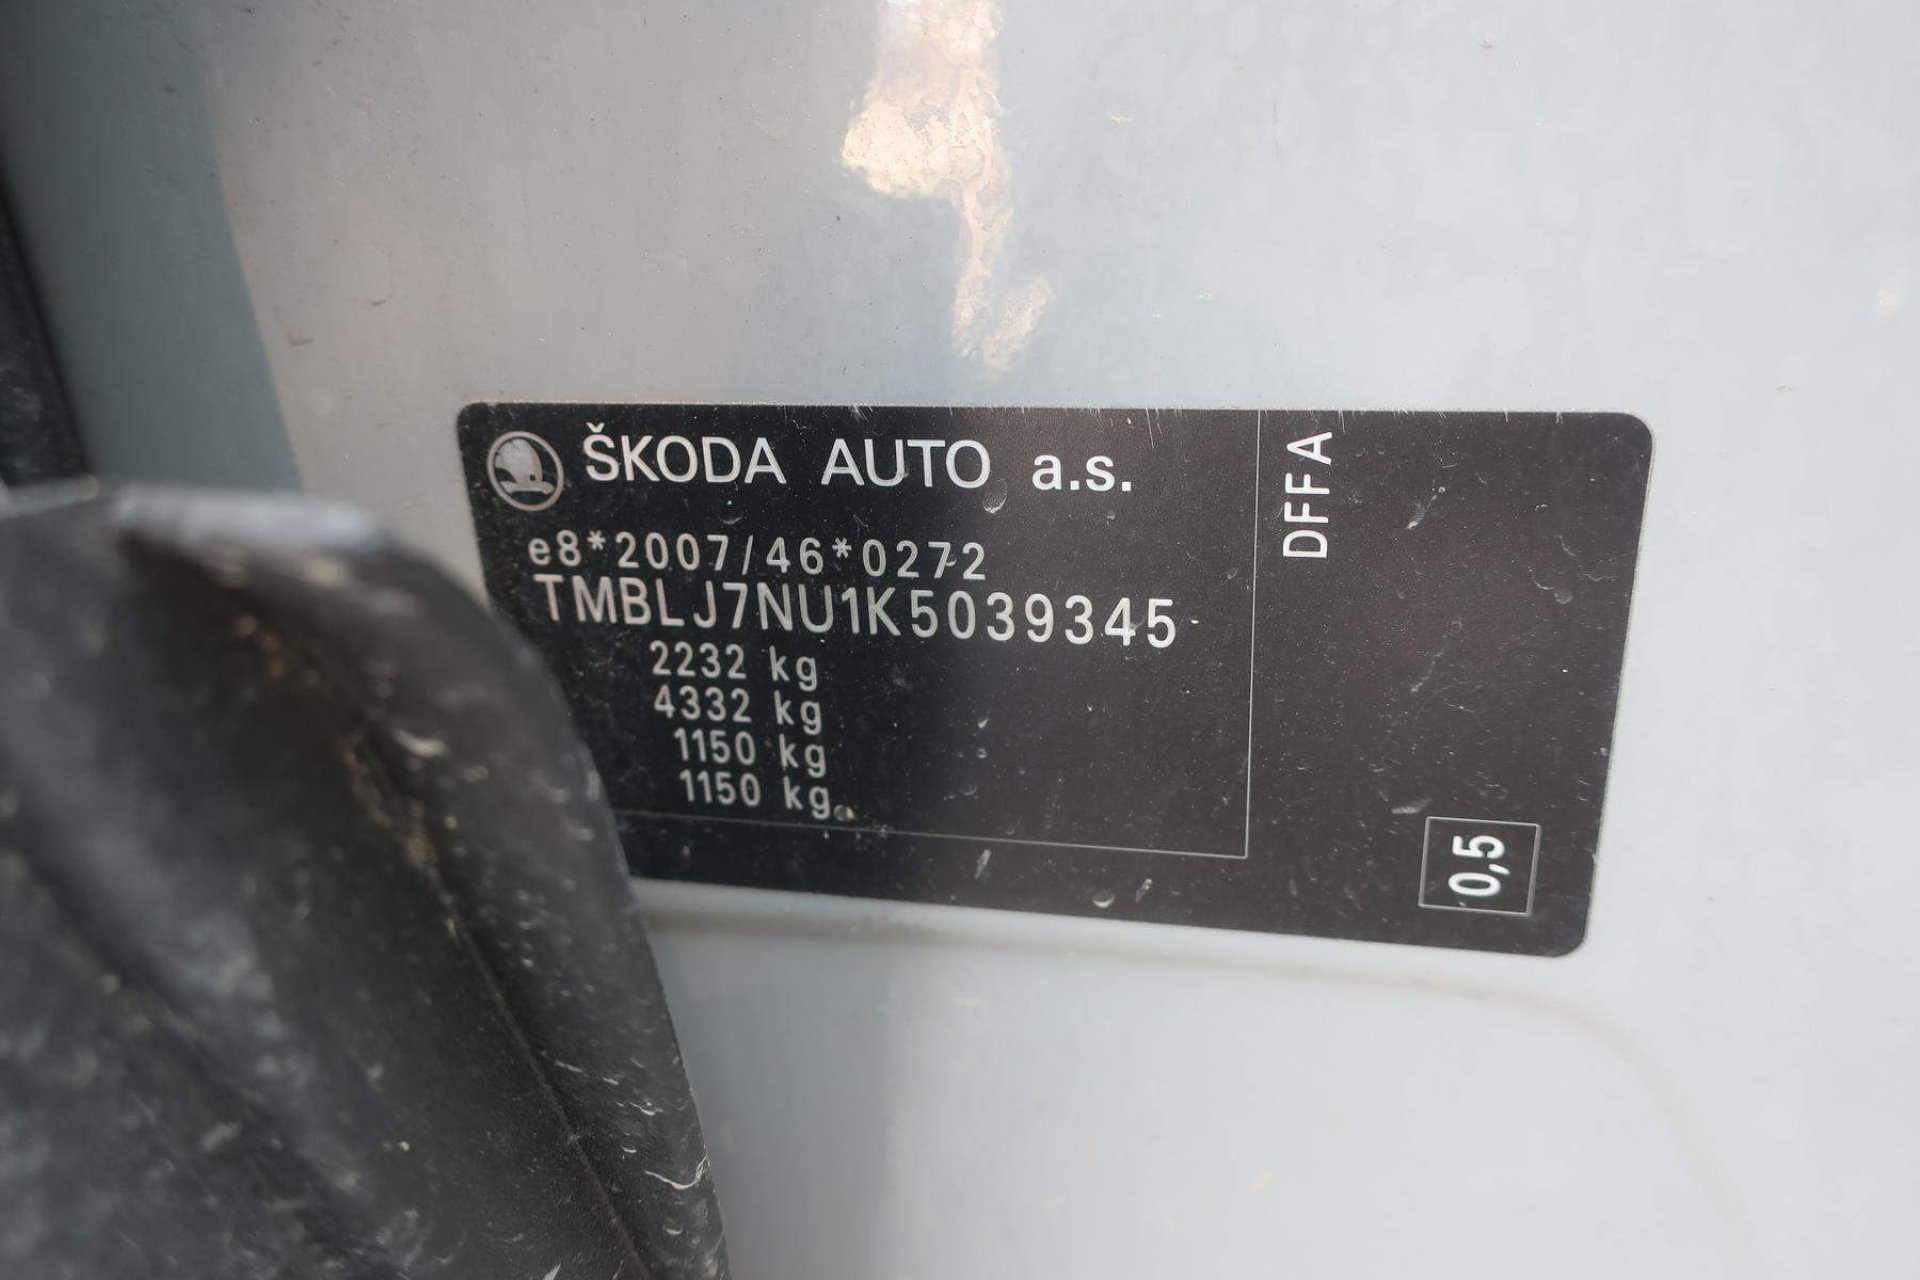 ŠKODA AUTO a.s.
e8*2007/46*0272
TMBLJ7NU1K5039345
2232 kg
4332 kg
1150 kg
1150 kg
DFFA
0,5